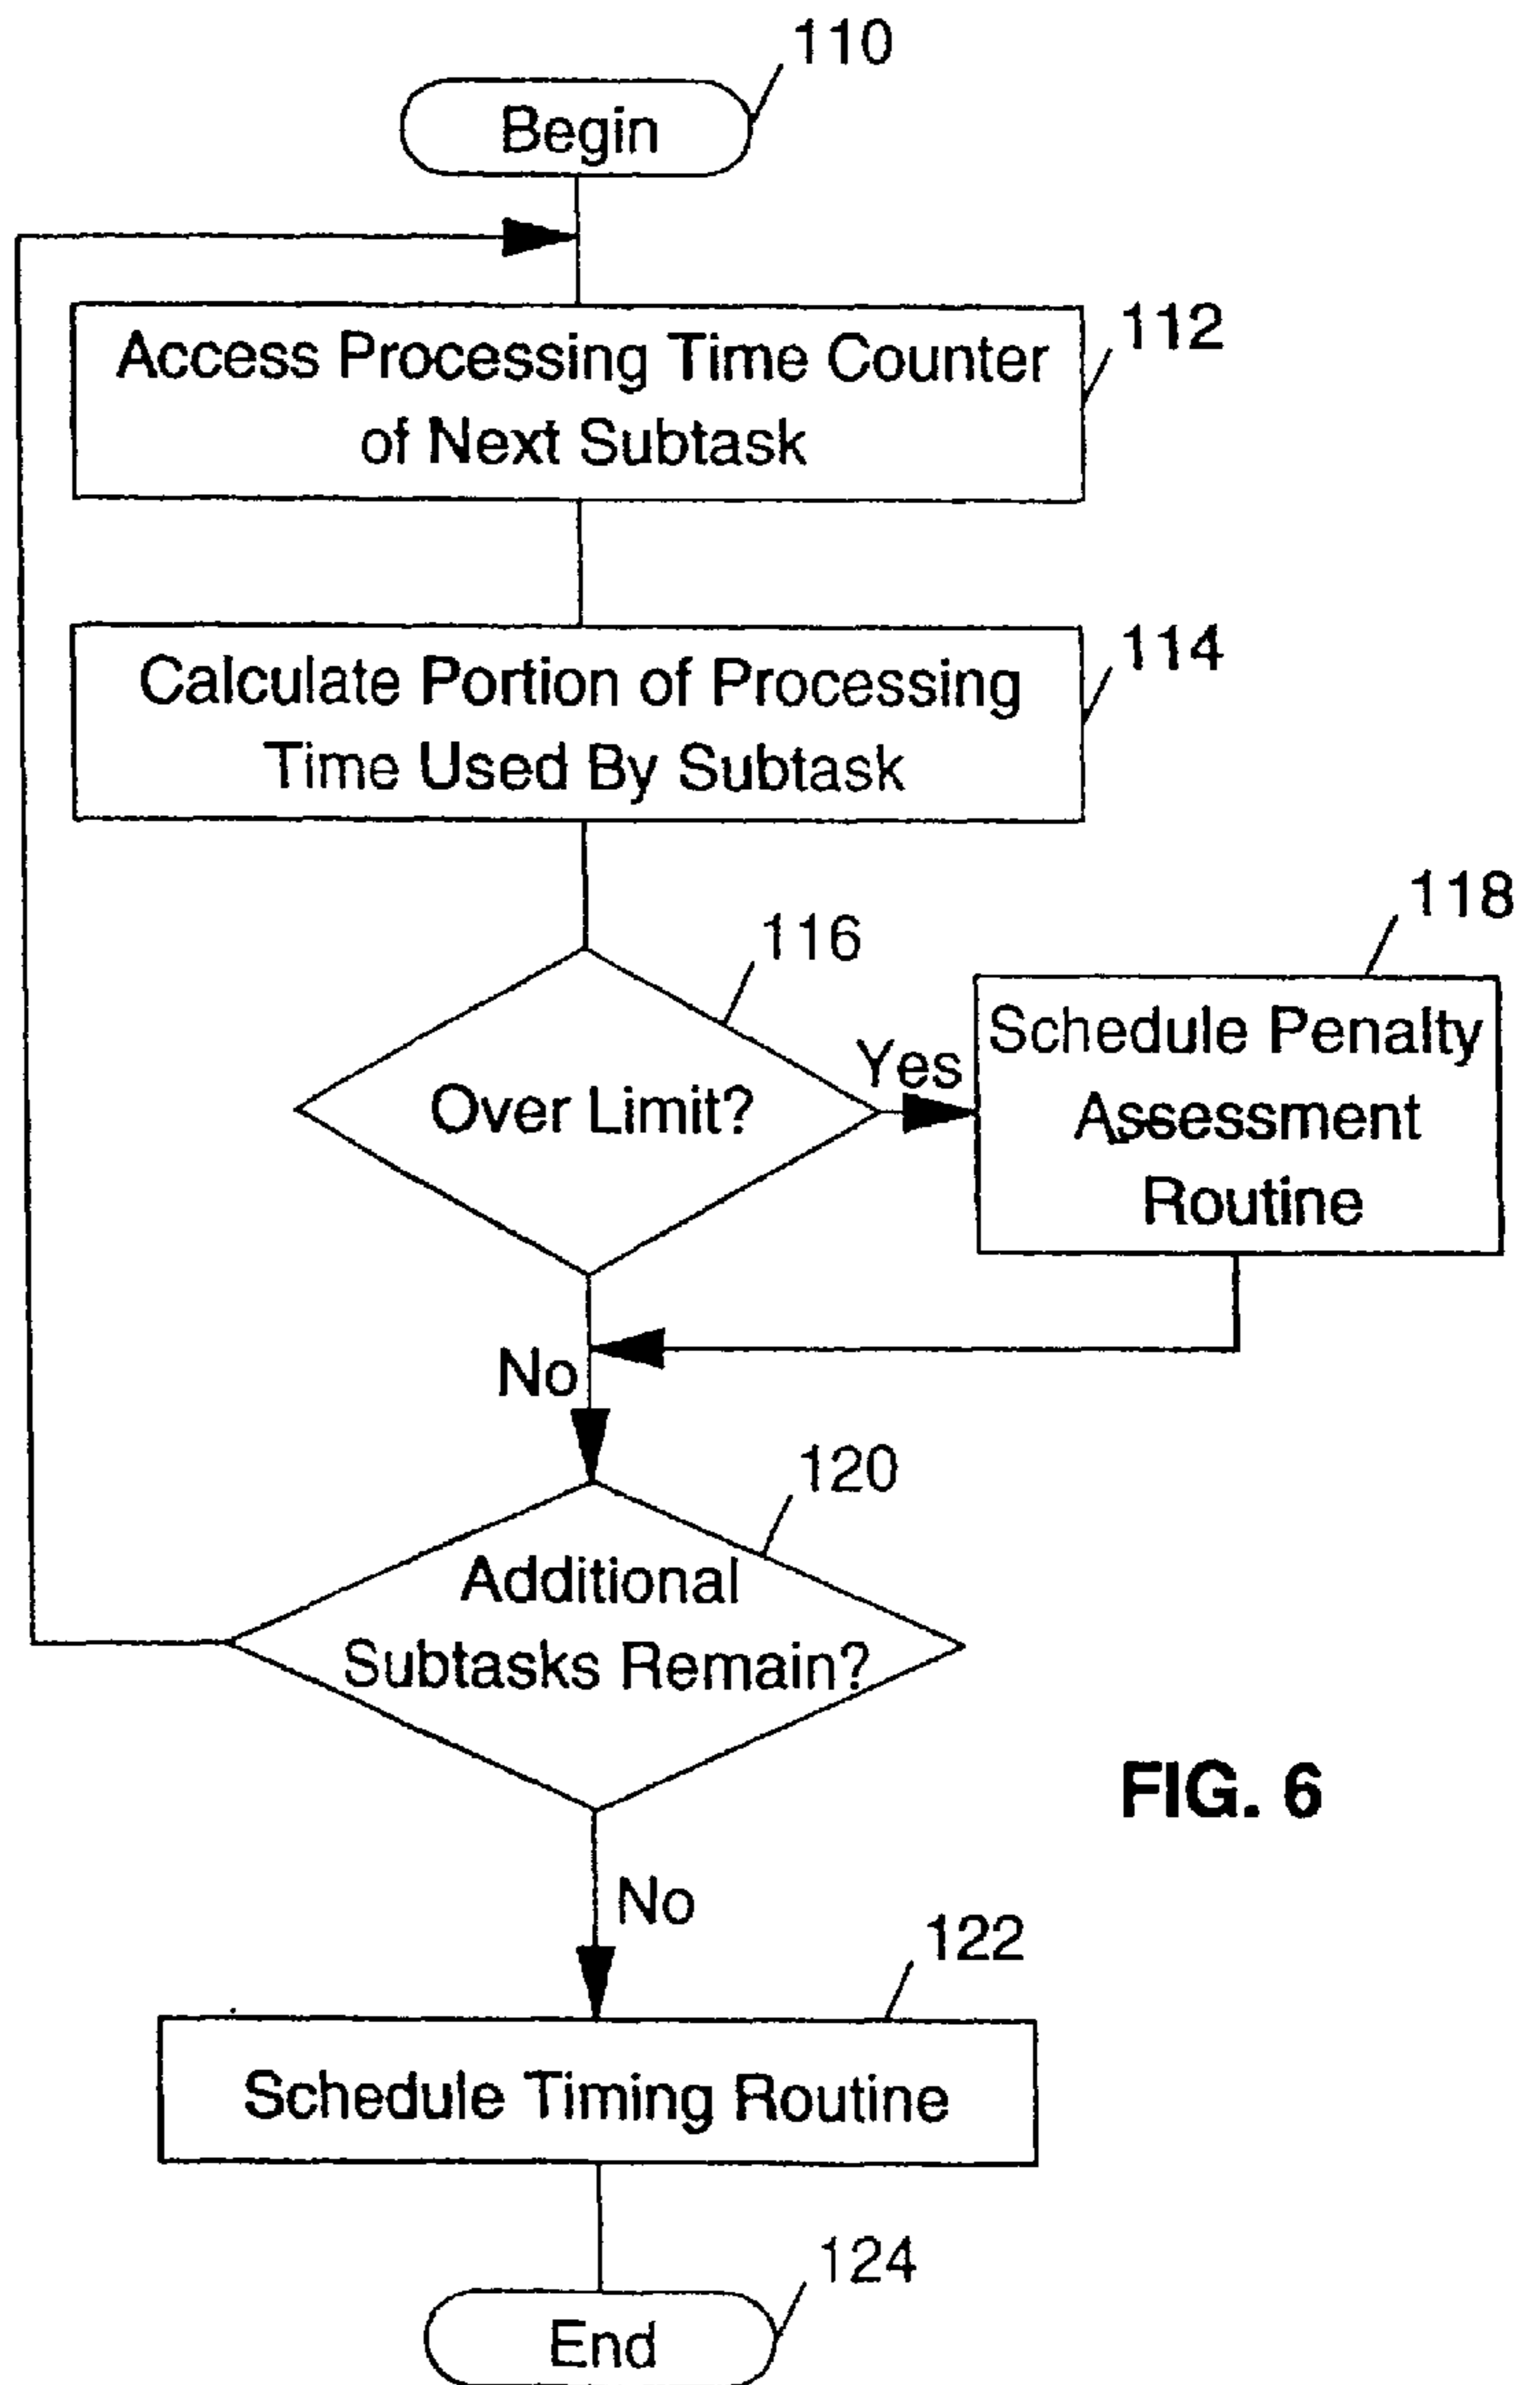 110
Begin
112
Access Processing Time Counter
of Next Subtask
114
Calculate Portion of Processing
Time Used By Subtask
116
Over Limit?
Yes
118
Schedule Penalty
Assessment
Routine
No
120
Additional
Subtasks Remain?
FIG. 6
No
122
Schedule Timing Routine
124
End